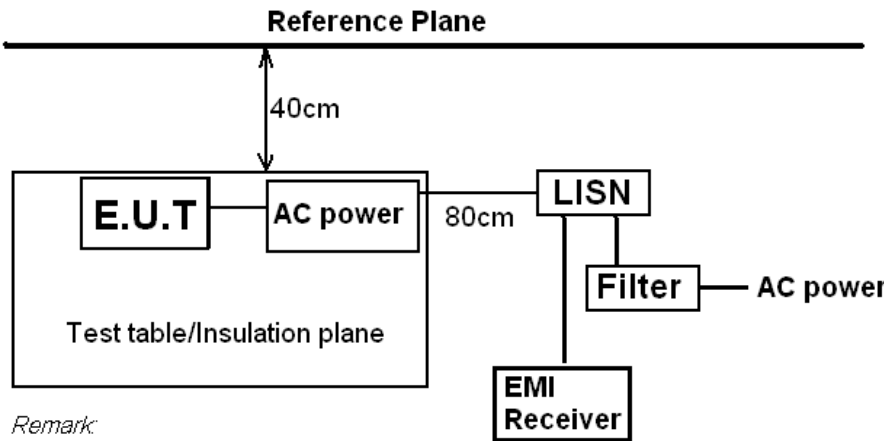 Reference Plane
40cm
E.U.T
AC power
80cm
LISN
Filter
AC power
Test table/Insulation plane
EMI
Receiver
Remark: